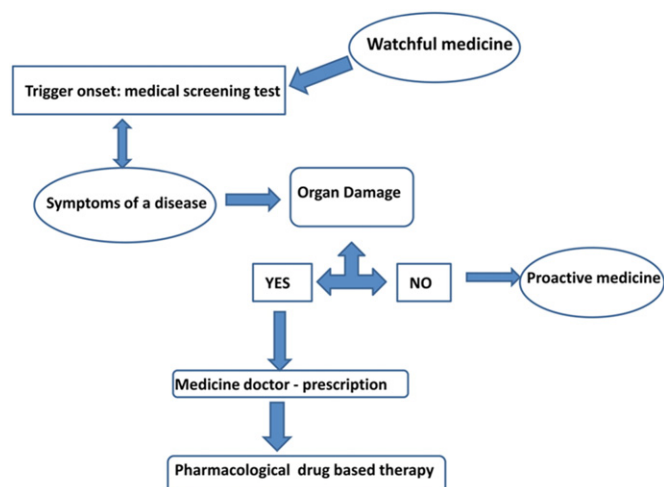 Watchful medicine
Trigger onset: medical screening test
Symptoms of a disease
Organ Damage
YES
NO
Proactive medicine
Medicine doctor - prescription
Pharmacological drug based therapy